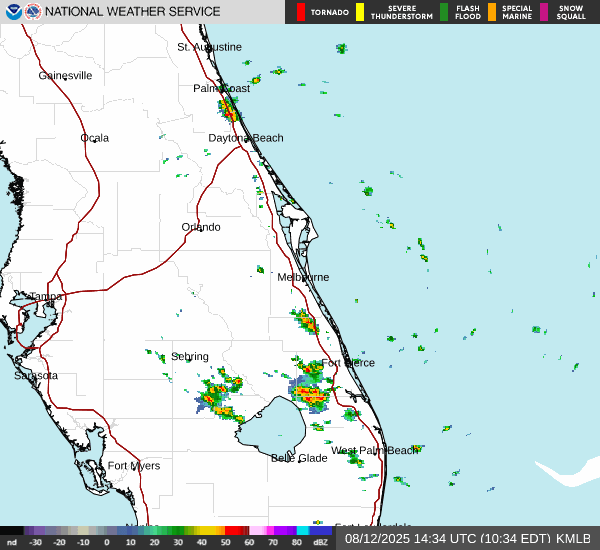 NATIONAL WEATHER SERVICE
TORNADO
SEVERE THUNDERSTORM
FLASH FLOOD
SPECIAL MARINE
SNOW SQUALL
St. Augustine
Gainesville
Palm Coast
Ocala
Daytona Beach
Orlando
Melbourne
Tampa
Sebring
Fort Pierce
Sarasota
West Palm Beach
Belle Glade
Fort Myers
nd -30 -20 -10 0 10 20 30 40 50 60 70 80 dBZ
08/12/2025 14:34 UTC (10:34 EDT) KMLB